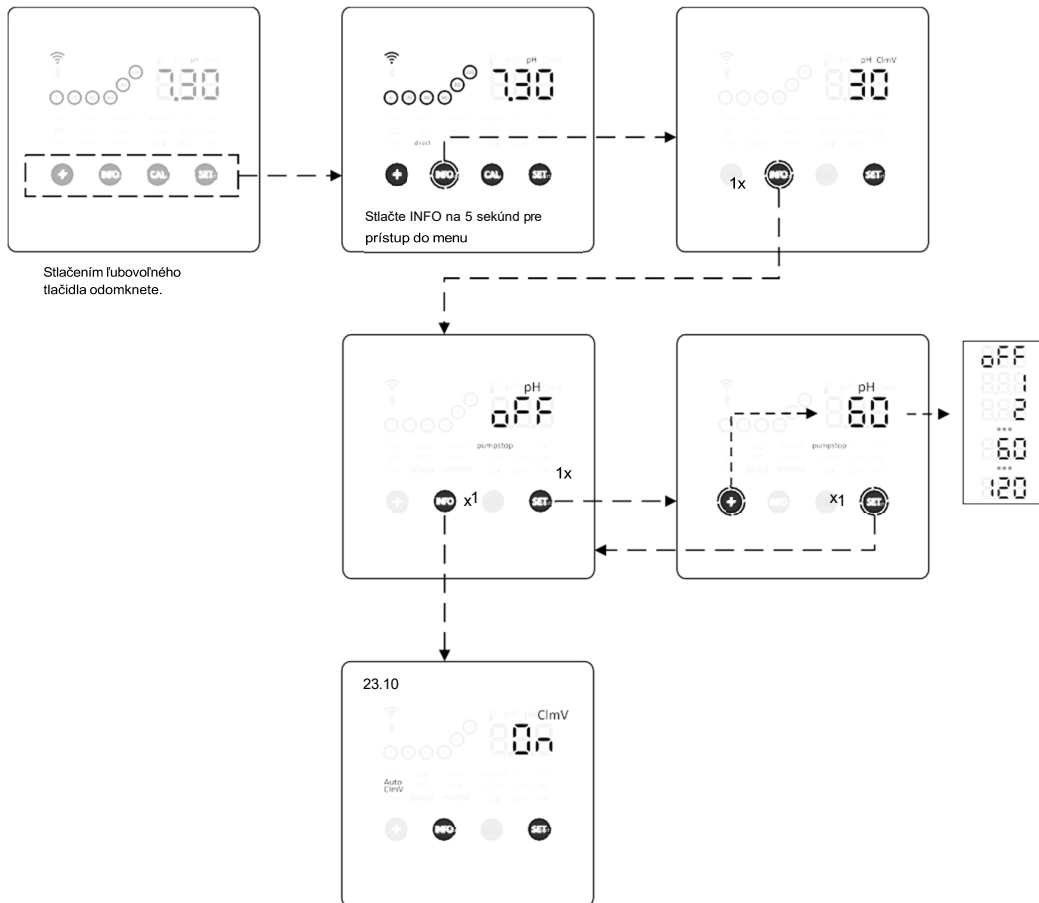 pH
7.30
+ INFO CAL SET
Stlačením ľubovoľného
tlačidla odomknete.
pH
7.30
direct
+ INFO CAL SET
Stlačte INFO na 5 sekúnd pre
prístup do menu
pH ClmV
30
1x INFO SET
pH
oFF
pumpstop
1x
+ INFO x1 SET
pH
60
pumpstop
+ INFO x1 SET
oFF
1
2
...
60
...
120
23.10
ClmV
On
Auto
ClmV
+ INFO SET